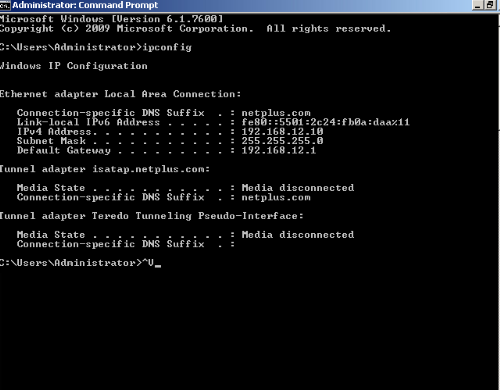 Administrator: Command Prompt
Microsoft Windows [Version 6.1.7600]
Copyright (c) 2009 Microsoft Corporation.  All rights reserved.
C:\Users\Administrator>ipconfig
Windows IP Configuration
Ethernet adapter Local Area Connection:
   Connection-specific DNS Suffix  . : netplus.com
   Link-local IPv6 Address . . . . . : fe80::5501:2c24:fb0a:daa%11
   IPv4 Address. . . . . . . . . . . : 192.168.12.10
   Subnet Mask . . . . . . . . . . . : 255.255.255.0
   Default Gateway . . . . . . . . . : 192.168.12.1
Tunnel adapter isatap.netplus.com:
   Media State . . . . . . . . . . . : Media disconnected
   Connection-specific DNS Suffix  . : netplus.com
Tunnel adapter Teredo Tunneling Pseudo-Interface:
   Media State . . . . . . . . . . . : Media disconnected
   Connection-specific DNS Suffix  . :
C:\Users\Administrator>^V_